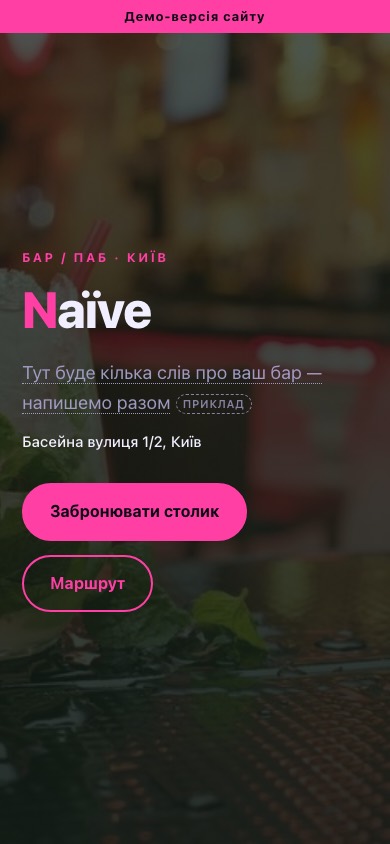 Демо-версія сайту
БАР / ПАБ · КИЇВ
Naïve
Тут буде кілька слів про ваш бар —
напишемо разом ПРИКЛАД
Басейна вулиця 1/2, Київ
Забронювати столик
Маршрут